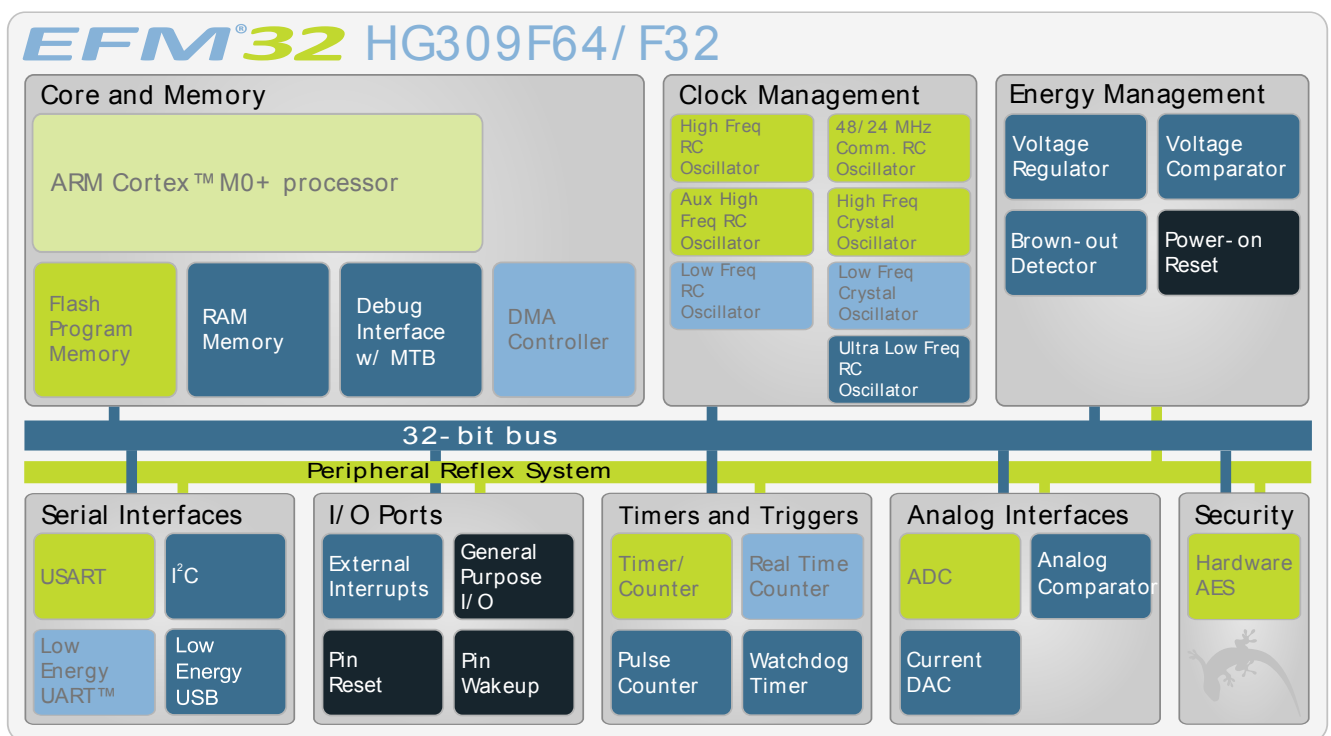 EFM®32 HG309F64/F32
Core and Memory
ARM Cortex™ M0+ processor
Flash
Program
Memory
RAM
Memory
Debug
Interface
w/ MTB
DMA
Controller
Clock Management
High Freq
RC
Oscillator
48/24 MHz
Comm. RC
Oscillator
Aux High
Freq RC
Oscillator
High Freq
Crystal
Oscillator
Low Freq
RC
Oscillator
Low Freq
Crystal
Oscillator
Ultra Low Freq
RC
Oscillator
Energy Management
Voltage
Regulator
Voltage
Comparator
Brown-out
Detector
Power-on
Reset
32-bit bus
Peripheral Reflex System
Serial Interfaces
USART
I²C
Low
Energy
UART™
Low
Energy
USB
I/O Ports
External
Interrupts
General
Purpose
I/O
Pin
Reset
Pin
Wakeup
Timers and Triggers
Timer/
Counter
Real Time
Counter
Pulse
Counter
Watchdog
Timer
Analog Interfaces
ADC
Analog
Comparator
Current
DAC
Security
Hardware
AES